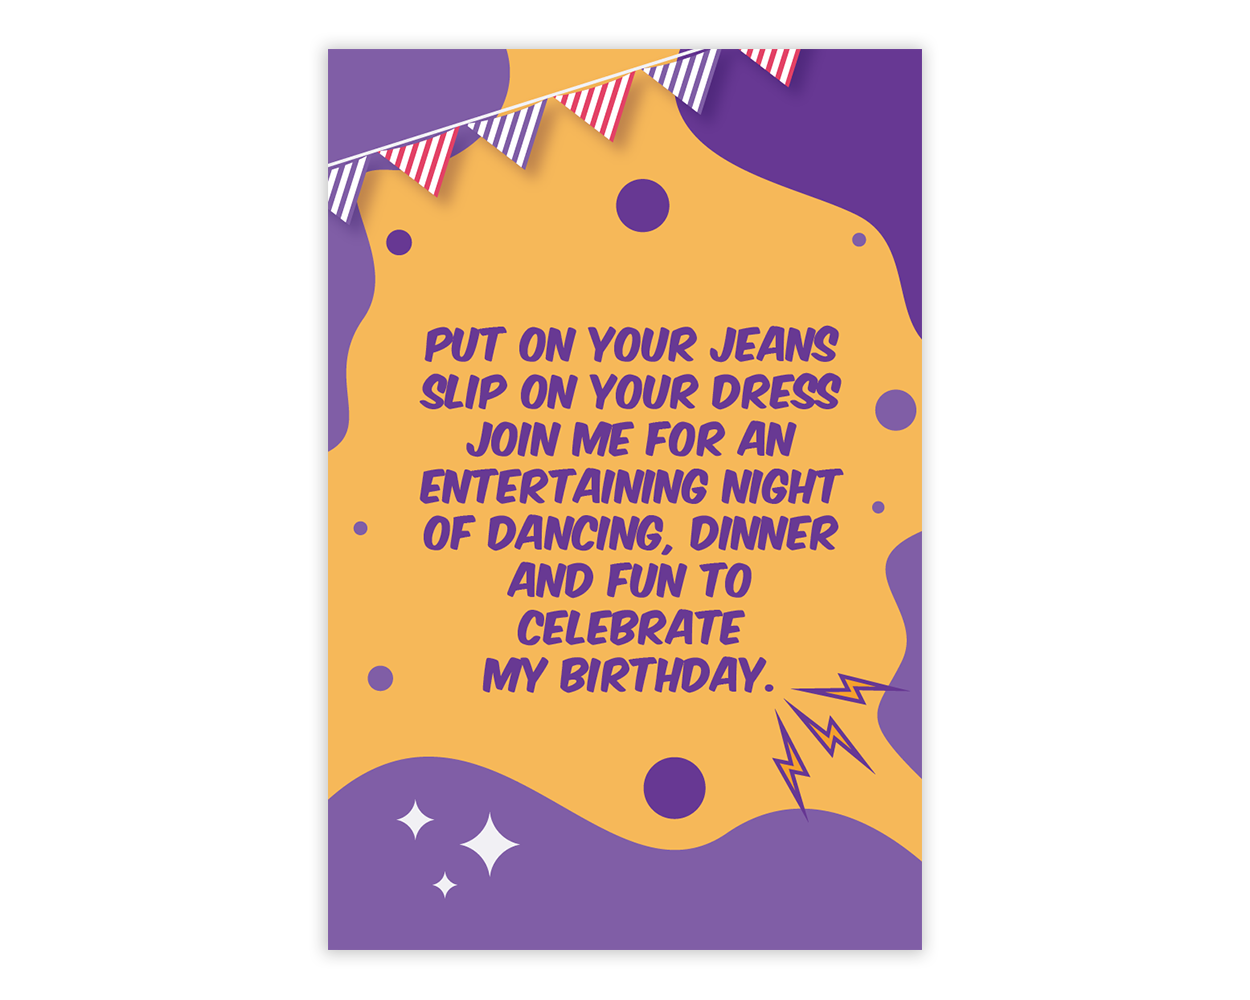 PUT ON YOUR JEANS
SLIP ON YOUR DRESS
JOIN ME FOR AN
ENTERTAINING NIGHT
OF DANCING, DINNER
AND FUN TO
CELEBRATE
MY BIRTHDAY.